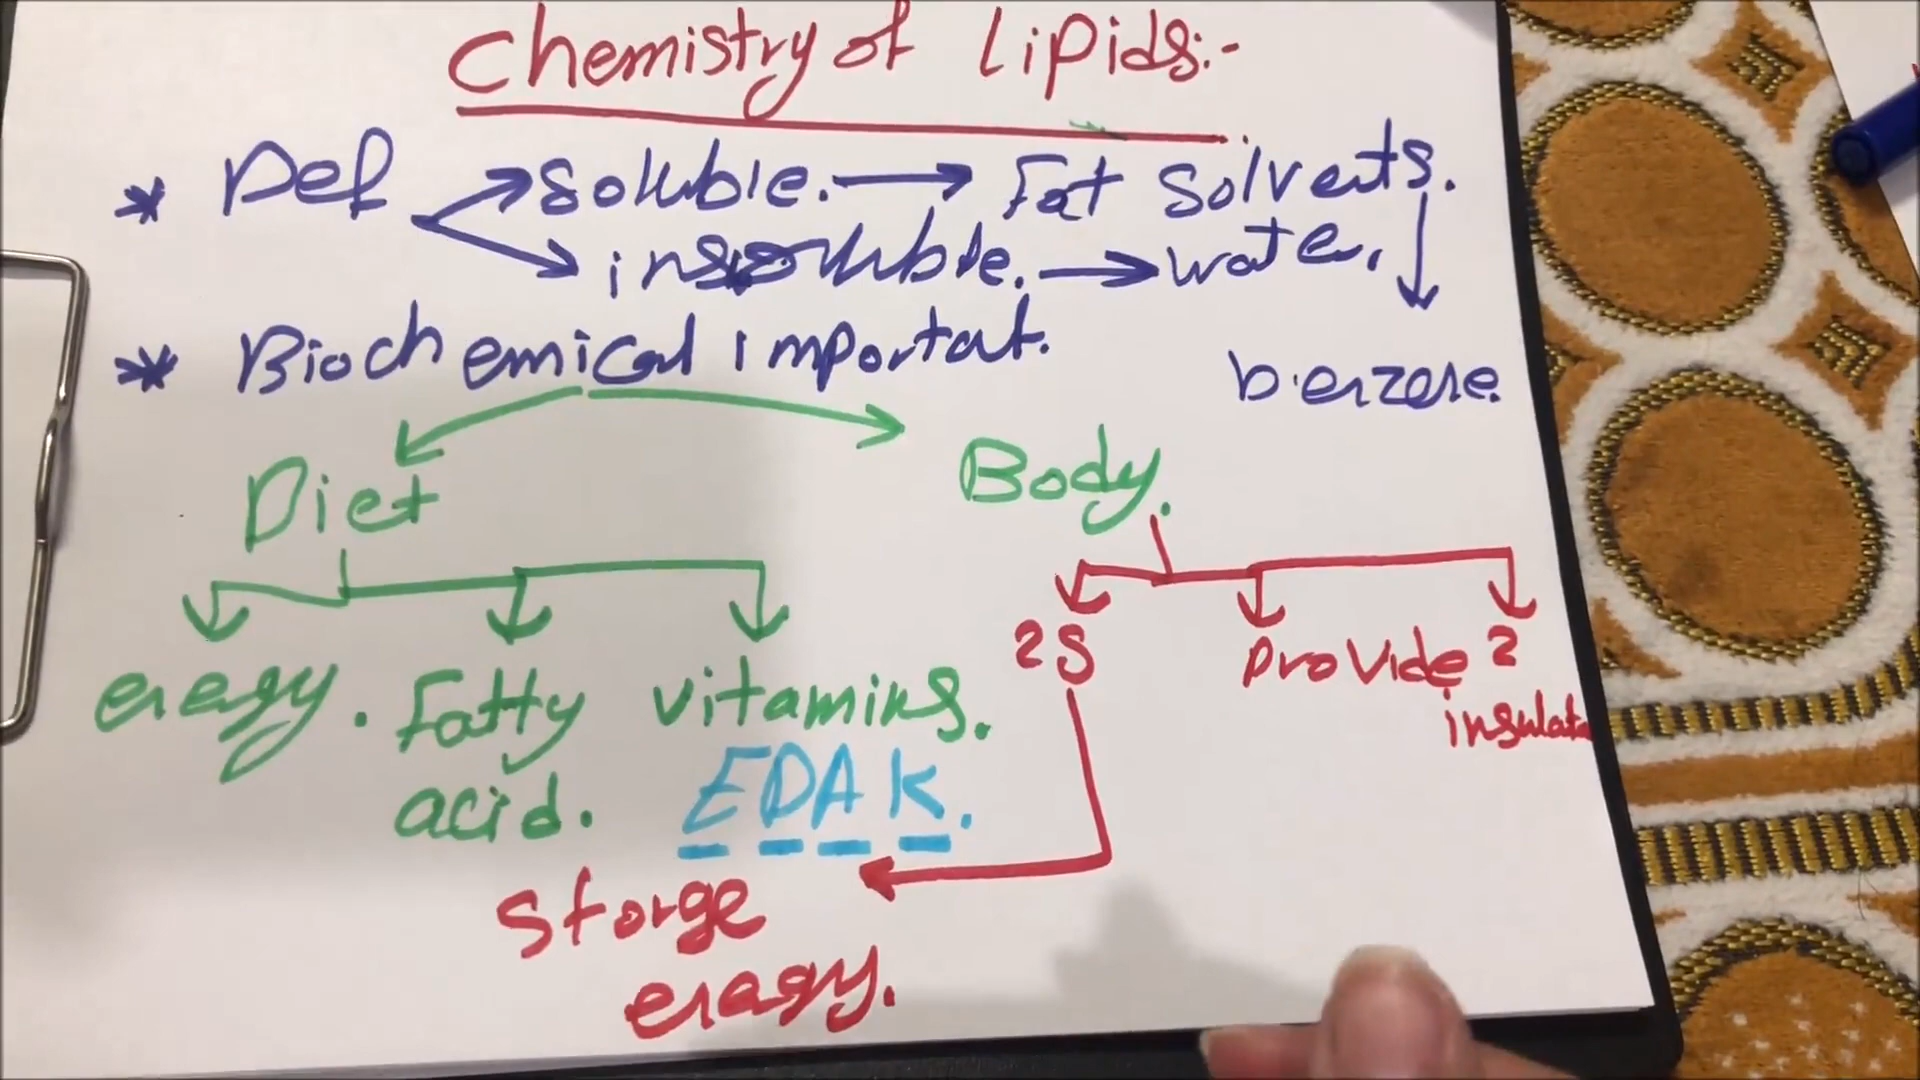 Chemistry of Lipids:-
* Def soluble. Fat solvents.
insoluble. water.
* Biochemical importat.
benzene.
Diet Body.
energy. Fatty acid. vitamins. 2S Provide 2 insulato
EDAK.
storge
energy.